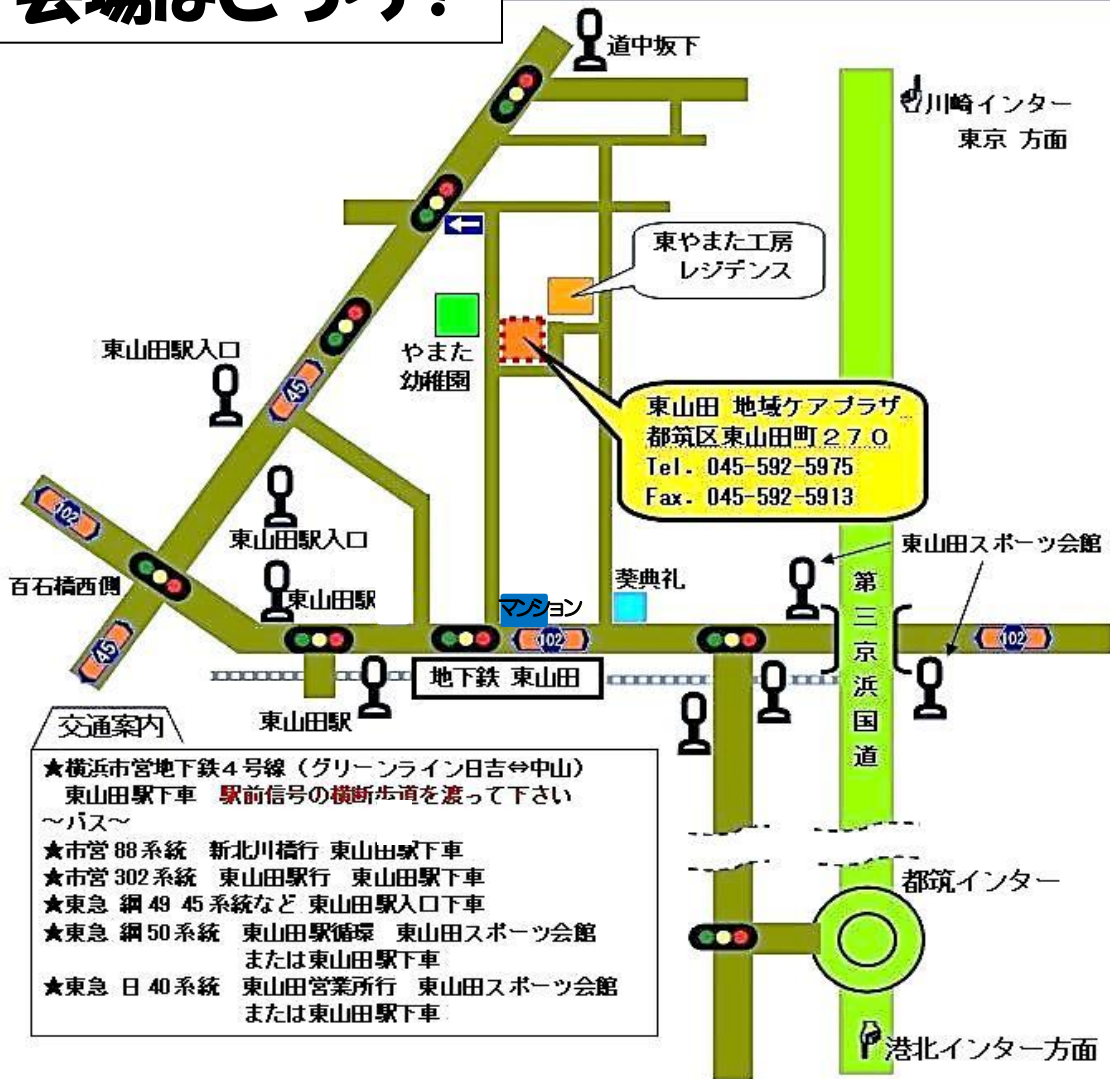 会場はどこ？
道中坂下
川崎インター
東京 方面
東やまた工房
レジデンス
東山田駅入口
やまた
幼稚園
45
東山田 地域ケアプラザ
都筑区東山田町２７０
Tel. 045-592-5975
Fax. 045-592-5913
102
東山田駅入口
東山田スポーツ会館
百石橋西側
東山田駅
マンション
葵典礼
第三京浜国道
102
102
45
地下鉄 東山田
東山田駅
交通案内
★横浜市営地下鉄４号線（グリーンライン日吉⇔中山）
東山田駅下車 駅前信号の横断歩道を渡って下さい
～バス～
★市営 88 系統 新北川橋行 東山田駅下車
★市営 302 系統 東山田駅行 東山田駅下車
★東急 綱 49 45 系統など 東山田駅入口下車
★東急 綱 50 系統 東山田駅循環 東山田スポーツ会館
または東山田駅下車
★東急 日 40 系統 東山田営業所行 東山田スポーツ会館
または東山田駅下車
都筑インター
港北インター方面